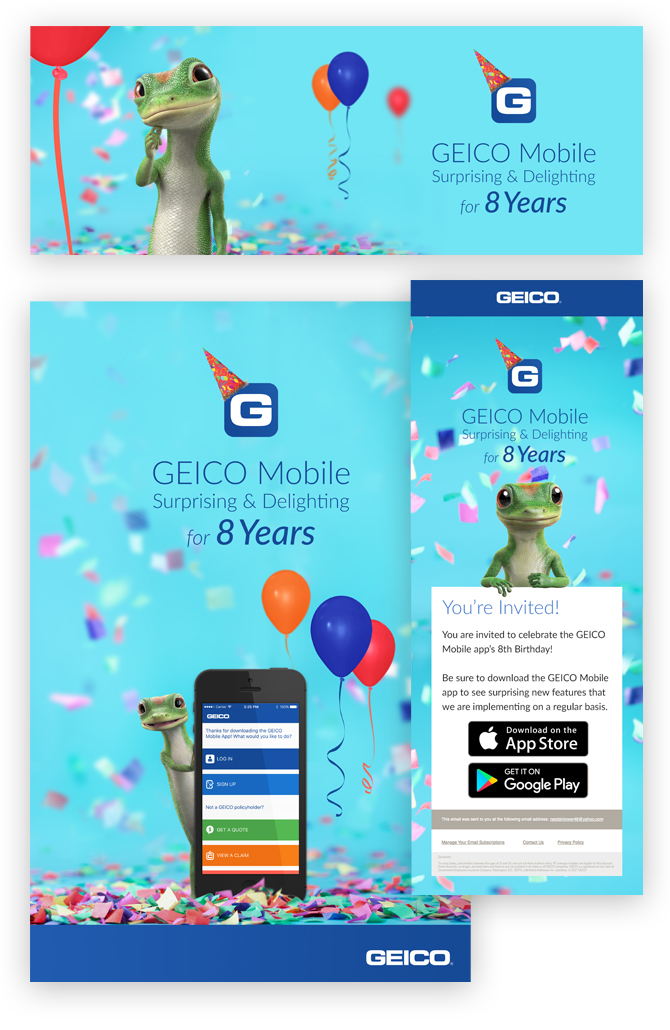 G
GEICO Mobile
Surprising & Delighting
for 8 Years
G
GEICO Mobile
Surprising & Delighting
for 8 Years
Carrier
8:25 PM
100%
GEICO
Thanks for downloading the GEICO
Mobile App! What would you like to do?
LOG IN
SIGN UP
Not a GEICO policyholder?
GET A QUOTE
VIEW A CLAIM
GEICO
GEICO
G
GEICO Mobile
Surprising & Delighting
for 8 Years
You're Invited!
You are invited to celebrate the GEICO
Mobile app's 8th Birthday!
Be sure to download the GEICO Mobile
app to see surprising new features that
we are implementing on a regular basis.
Download on the
App Store
GET IT ON
Google Play
This email was sent to you at the following email address:
Manage Your Email Subscriptions
Contact Us
Privacy Policy